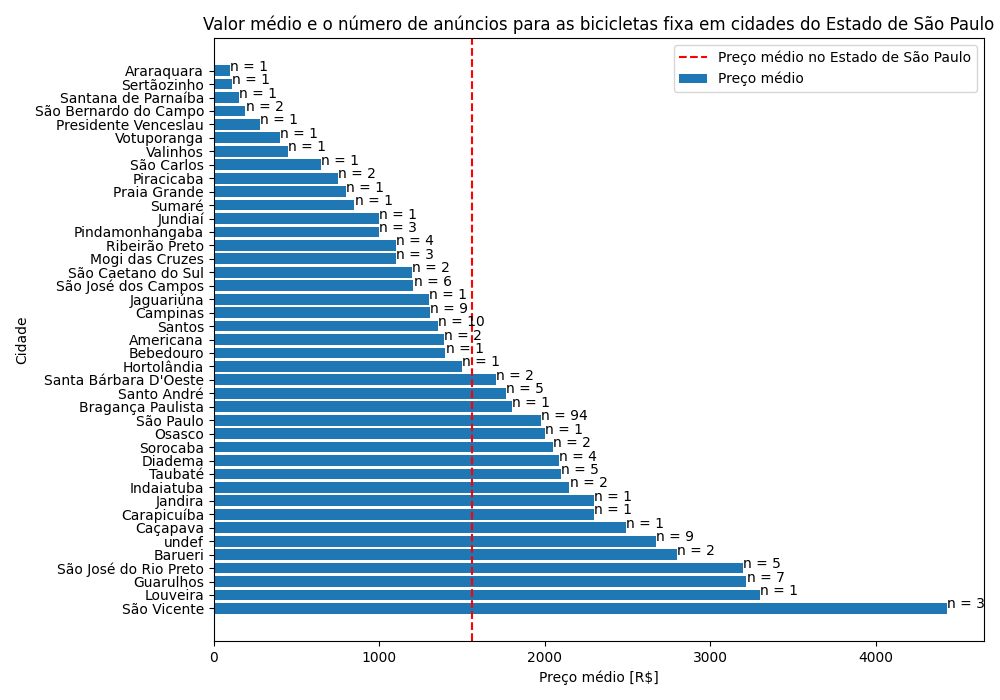 Valor médio e o número de anúncios para as bicicletas fixa em cidades do Estado de São Paulo
Preço médio no Estado de São Paulo
Preço médio
Cidade
Araraquara n = 1
Sertãozinho n = 1
Santana de Parnaíba n = 1
São Bernardo do Campo n = 2
Presidente Venceslau n = 1
Votuporanga n = 1
Valinhos n = 1
São Carlos n = 1
Piracicaba n = 2
Praia Grande n = 1
Sumaré n = 1
Jundiaí n = 1
Pindamonhangaba n = 3
Ribeirão Preto n = 4
Mogi das Cruzes n = 3
São Caetano do Sul n = 2
São José dos Campos n = 6
Jaguariúna n = 1
Campinas n = 9
Santos n = 10
Americana n = 2
Bebedouro n = 1
Hortolândia n = 1
Santa Bárbara D'Oeste n = 2
Santo André n = 5
Bragança Paulista n = 1
São Paulo n = 94
Osasco n = 1
Sorocaba n = 2
Diadema n = 4
Taubaté n = 5
Indaiatuba n = 2
Jandira n = 1
Carapicuíba n = 1
Caçapava n = 1
undef n = 9
Barueri n = 2
São José do Rio Preto n = 5
Guarulhos n = 7
Louveira n = 1
São Vicente n = 3
0 1000 2000 3000 4000
Preço médio [R$]